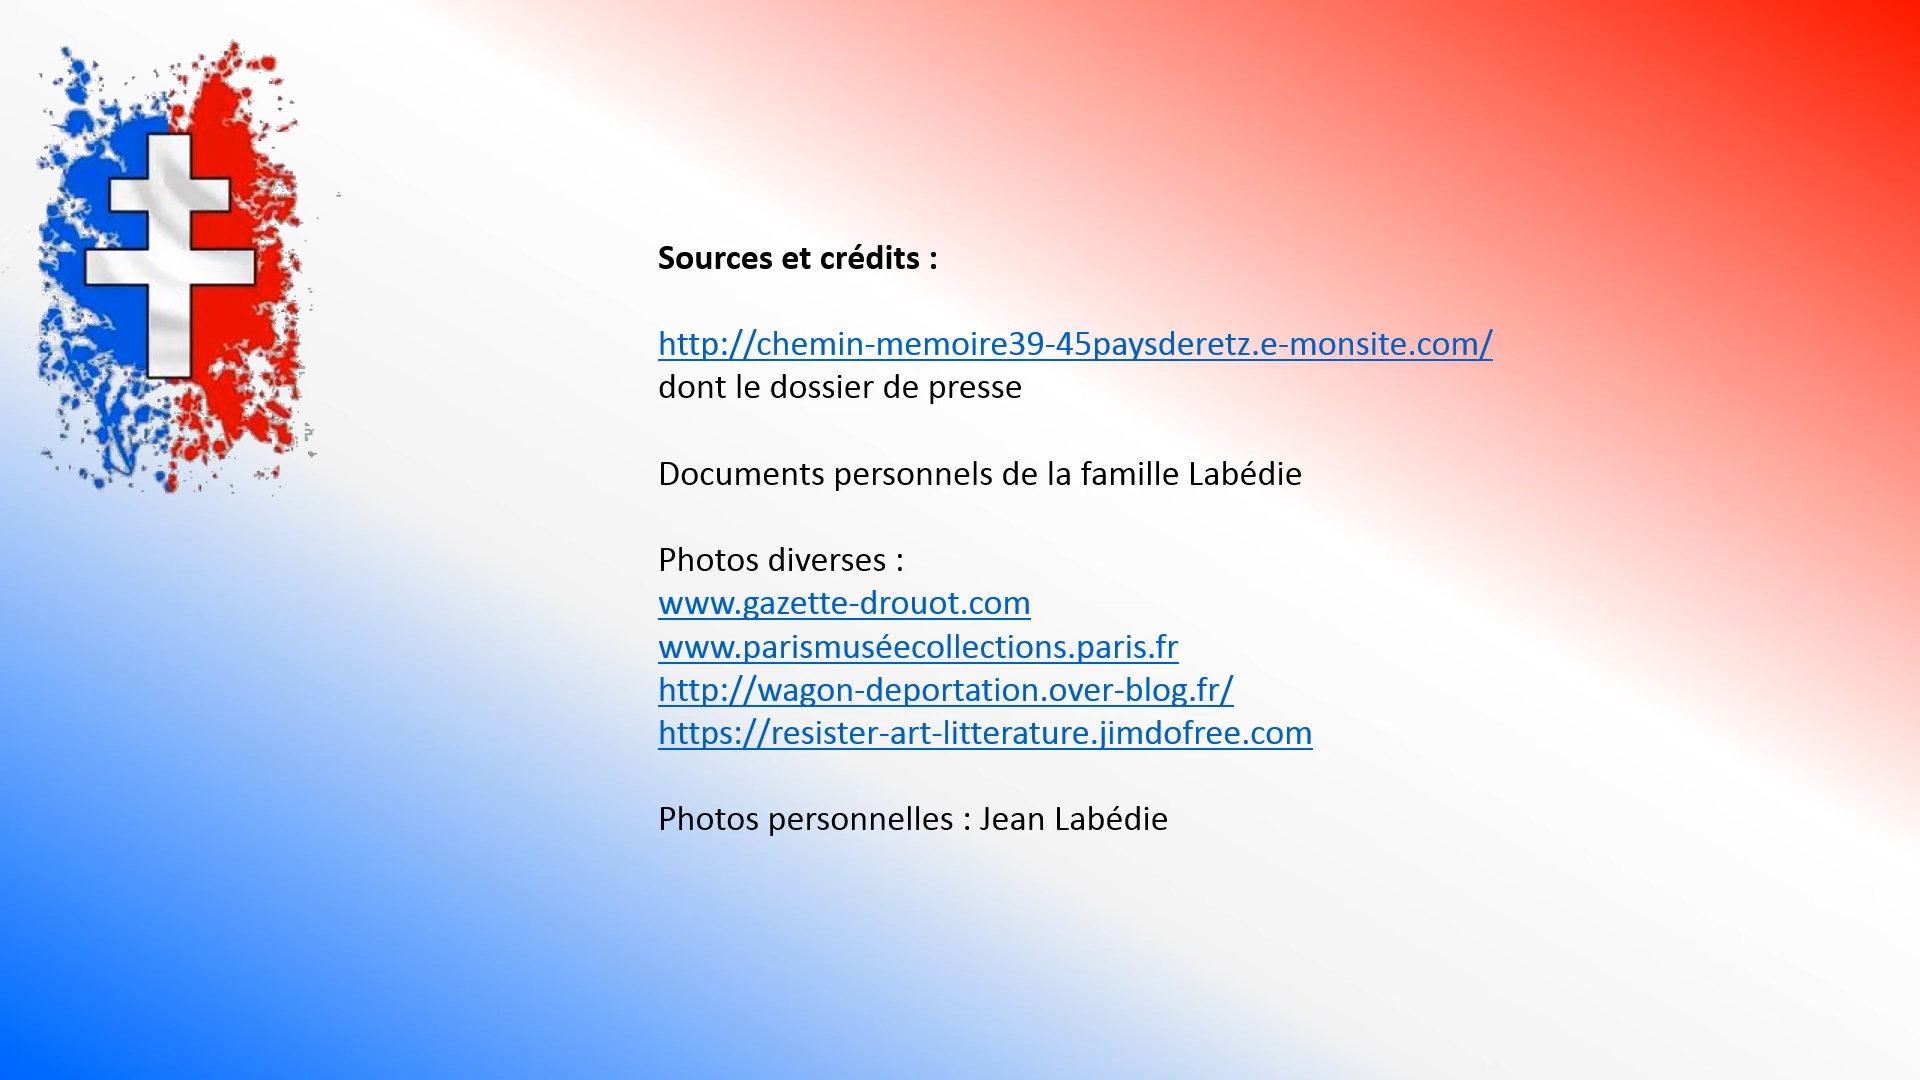 Sources et crédits :
http://chemin-memoire39-45paysderetz.e-monsite.com/
dont le dossier de presse
Documents personnels de la famille Labédie
Photos diverses :
www.gazette-drouot.com
www.parismuséecollections.paris.fr
http://wagon-deportation.over-blog.fr/
https://resister-art-litterature.jimdofree.com
Photos personnelles : Jean Labédie